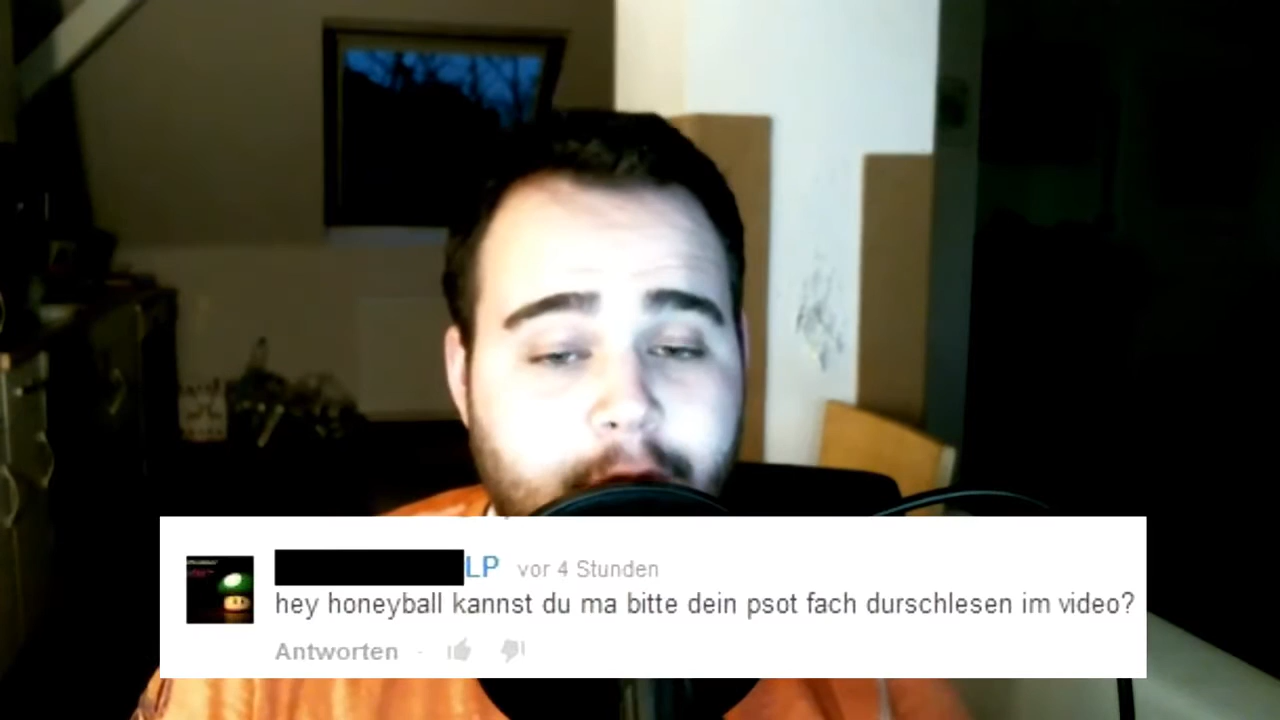 LP vor 4 Stunden
hey honeyball kannst du ma bitte dein psot fach durschlesen im video?
Antworten